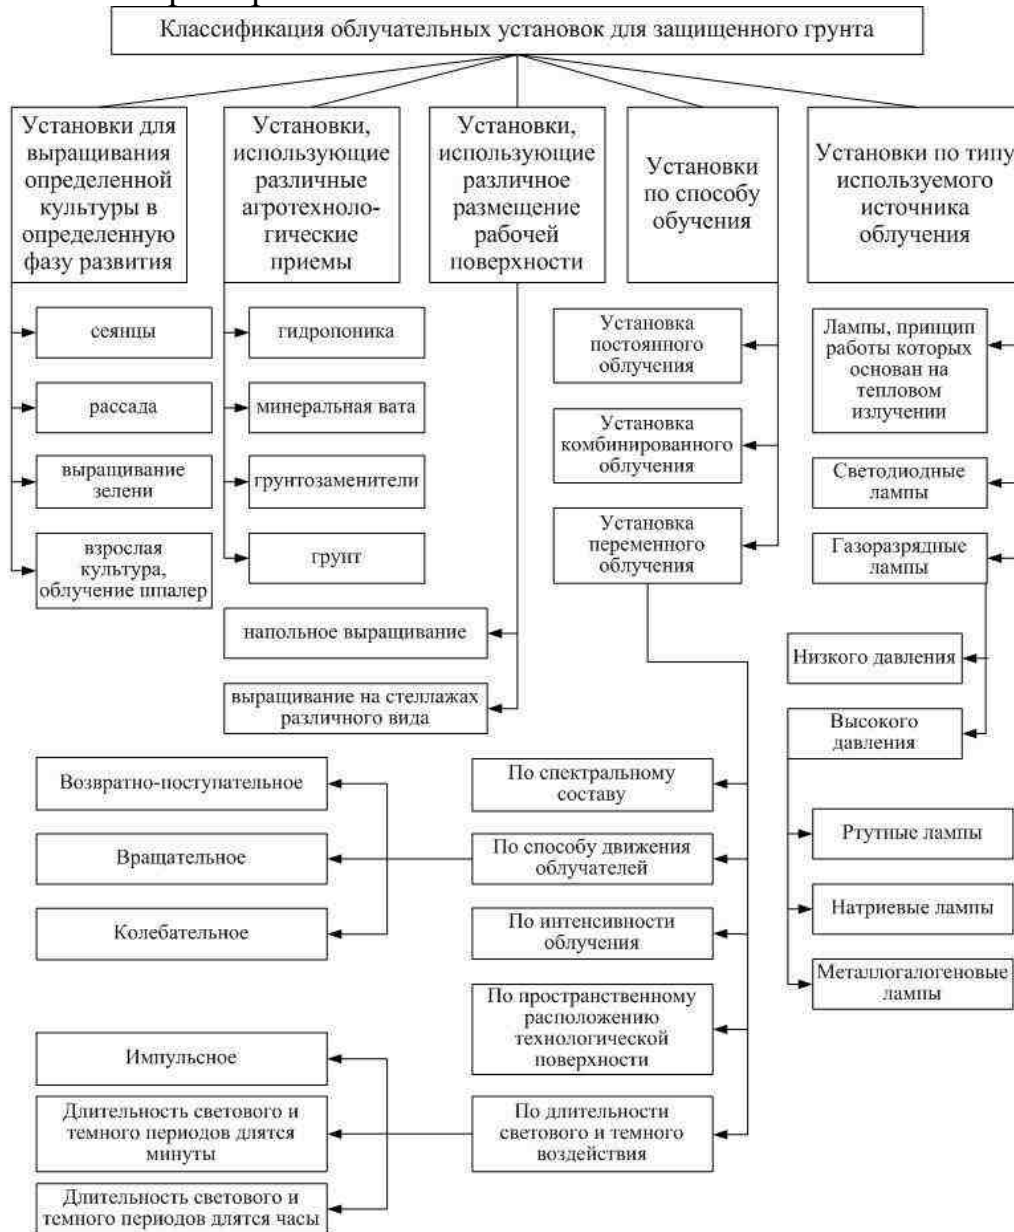 Классификация облучательных установок для защищенного грунта
Установки для
выращивания
определенной
культуры в
определенную
фазу развития
Установки,
использующие
различные
агротехноло-
гические
приемы
Установки,
использующие
различное
размещение
рабочей
поверхности
Установки
по способу
обучения
Установки по типу
используемого
источника
облучения
сеянцы
рассада
выращивание
зелени
взрослая
культура,
облучение шпалер
гидропоника
минеральная вата
грунтозаменители
грунт
напольное выращивание
выращивание на стеллажах
различного вида
Установка
постоянного
облучения
Установка
комбинированного
облучения
Установка
переменного
облучения
Лампы, принцип
работы которых
основан на
тепловом
излучении
Светодиодные
лампы
Газоразрядные
лампы
Низкого давления
Высокого
давления
Ртутные лампы
Натриевые лампы
Металлогалогеновые
лампы
По спектральному
составу
По способу движения
облучателей
По интенсивности
облучения
По пространственному
расположению
технологической
поверхности
По длительности
светового и темного
воздействия
Возвратно-поступательное
Вращательное
Колебательное
Импульсное
Длительность светового и
темного периодов длятся
минуты
Длительность светового и
темного периодов длятся часы